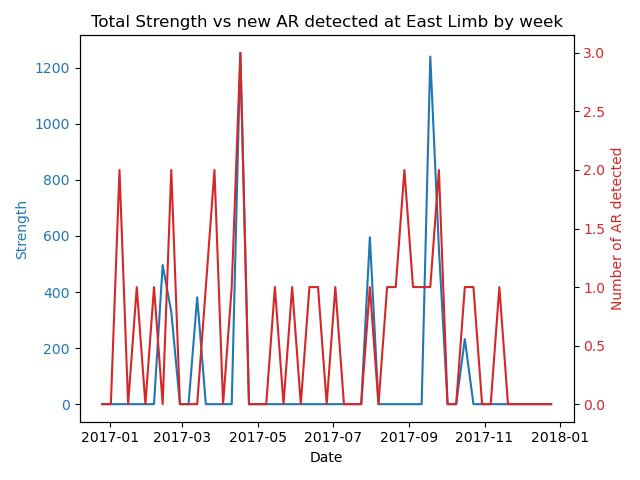 Total Strength vs new AR detected at East Limb by week
1200
1000
800
600
400
200
0
Strength
3.0
2.5
2.0
1.5
1.0
0.5
0.0
Number of AR detected
2017-01 2017-03 2017-05 2017-07 2017-09 2017-11 2018-01
Date